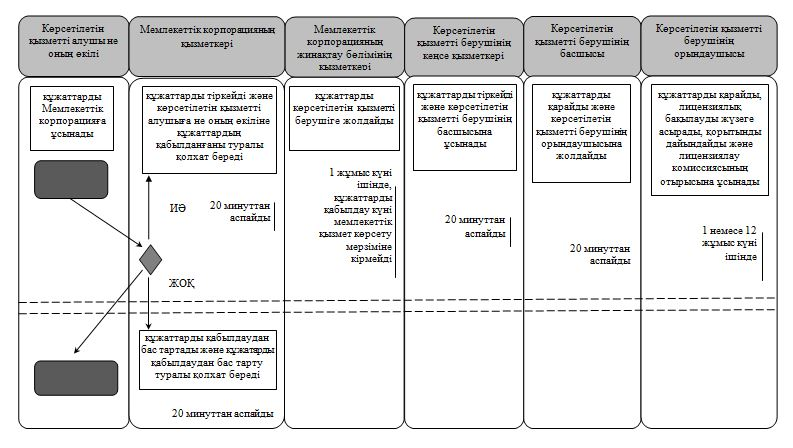 Көрсетілетін
қызметті алушы не
оның өкілі
Мемлекеттік корпорацияның
қызметкері
Мемлекеттік
корпорацияның
жинақтау бөлімінің
қызметкері
Көрсетілетін
қызметті берушінің
кеңсе қызметкері
Көрсетілетін
қызметті берушінің
басшысы
Көрсетілетін қызметті
берушінің
орындаушысы
құжаттарды
Мемлекеттік
корпорацияға
ұсынады
құжаттарды тіркейді және
көрсетілетін қызметті
алушыға не оның өкіліне
құжаттардың
қабылданғаны туралы
қолхат береді
ИӘ
20 минуттан
аспайды
ЖОҚ
құжаттарды қабылдаудан
бас тартады және құжаттарды
қабылдаудан бас тарту
туралы қолхат береді
20 минуттан аспайды
құжаттарды
көрсетілетін қызметті
берушіге жолдайды
1 жұмыс күні
ішінде,
құжаттарды
қабылдау күні
мемлекеттік
қызмет көрсету
мерзіміне
кірмейді
құжаттарды тіркейді
және көрсетілетін
қызметті берушінің
басшысына
ұсынады
20 минуттан
аспайды
құжаттарды
қарайды және
көрсетілетін
қызметті берушінің
орындаушысына
жолдайды
20 минуттан
аспайды
құжаттарды қарайды,
лицензиялық
бақылауды жүзеге
асырады, қорытынды
дайындайды және
лицензиялау
комиссиясының
отырысына ұсынады
1 немесе 12
жұмыс күні
ішінде